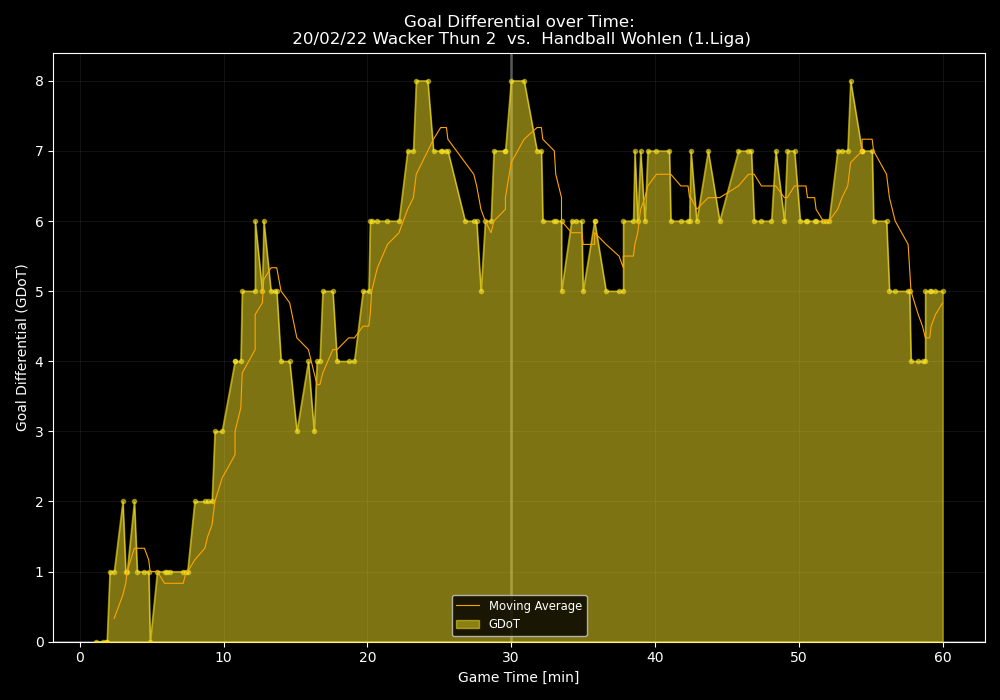 Goal Differential over Time:
20/02/22 Wacker Thun 2  vs.  Handball Wohlen (1.Liga)
Goal Differential (GDoT)
8
7
6
5
4
3
2
1
0
Moving Average
GDoT
0 10 20 30 40 50 60
Game Time [min]